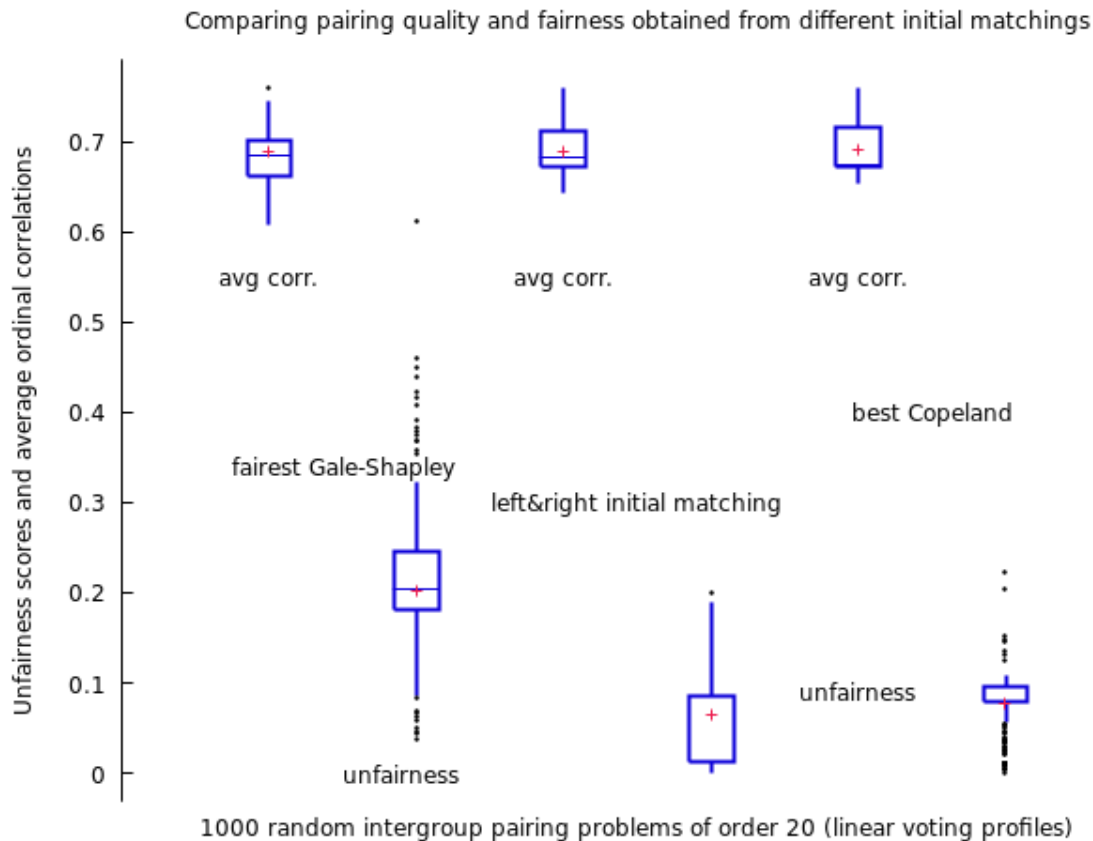 Comparing pairing quality and fairness obtained from different initial matchings
Unfairness scores and average ordinal correlations
0.7
0.6
avg corr.
avg corr.
avg corr.
0.5
0.4
best Copeland
fairest Gale-Shapley
0.3
left&right initial matching
0.2
0.1
unfairness
0
unfairness
1000 random intergroup pairing problems of order 20 (linear voting profiles)